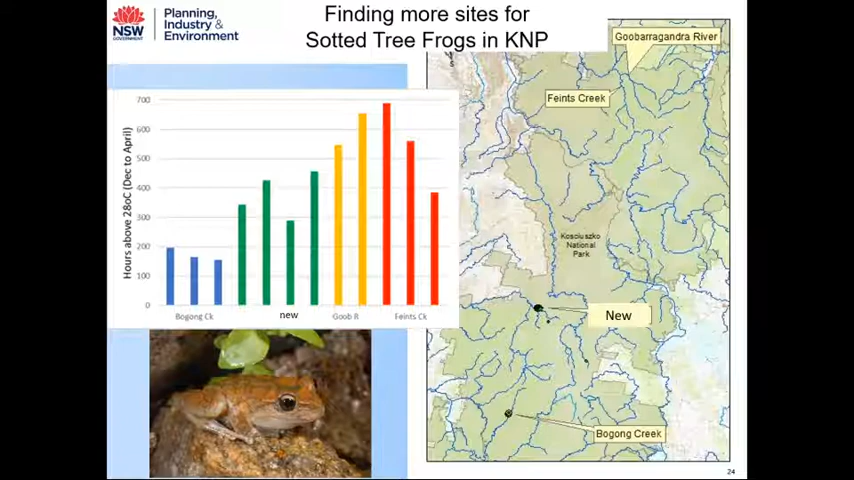 NSW
GOVERNMENT
Planning,
Industry &
Environment
Finding more sites for
Sotted Tree Frogs in KNP
Hours above 28oC (Dec to April)
700
600
500
400
300
200
100
0
Bogong Ck
new
Goob R
Feints Ck
Goobarragandra River
Feints Creek
Kosciuszko
National
Park
New
Bogong Creek
24